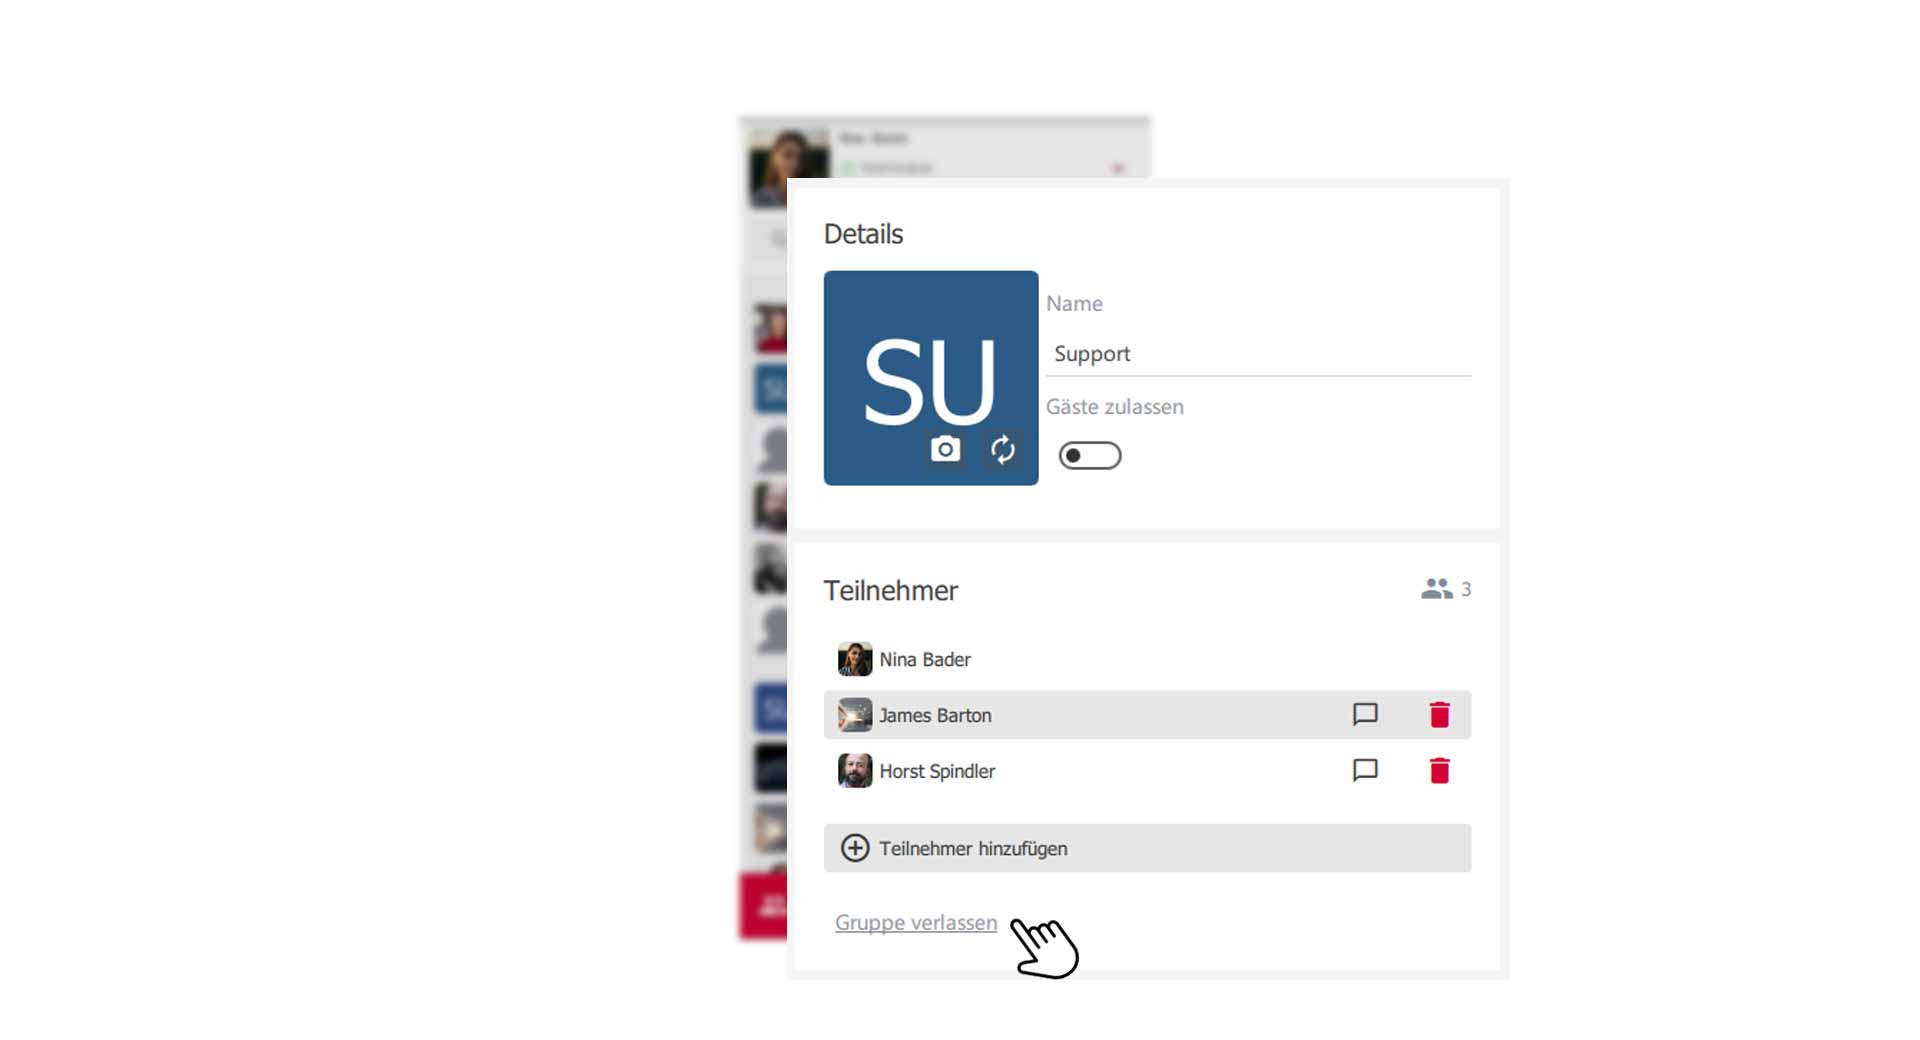 Details
SU
Name
Support
Gäste zulassen
Teilnehmer
3
Nina Bader
James Barton
Horst Spindler
Teilnehmer hinzufügen
Gruppe verlassen